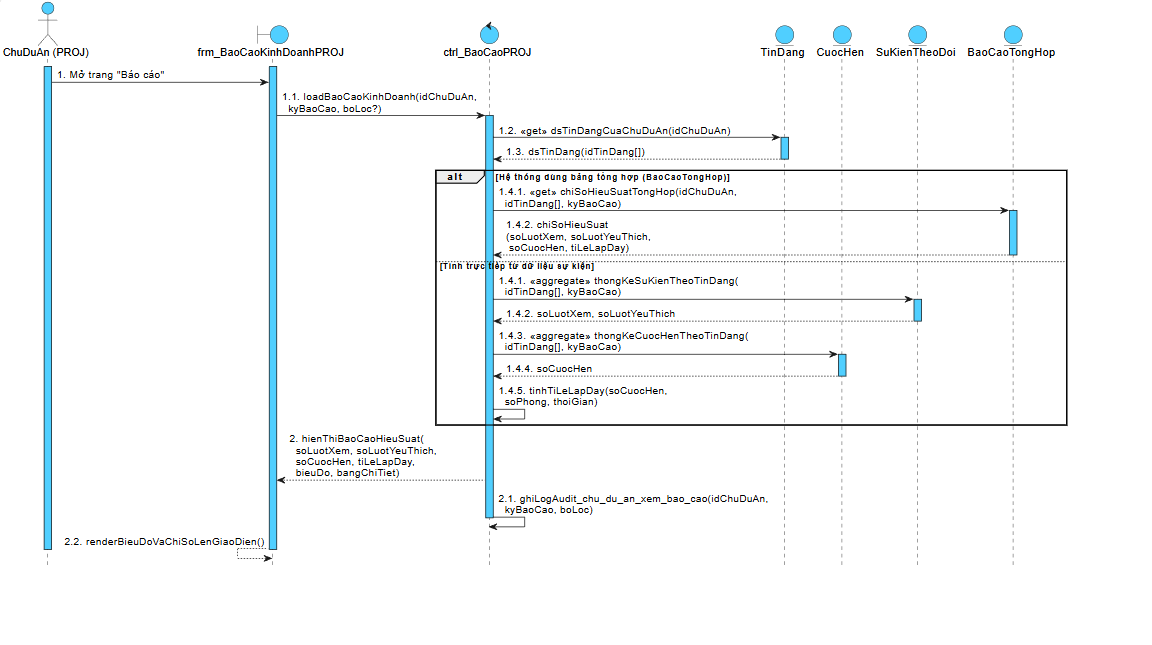 ChuDuAn (PROJ)
frm_BaoCaoKinhDoanhPROJ
ctrl_BaoCaoPROJ
TinDang
CuocHen
SuKienTheoDoi
BaoCaoTongHop
1. Mở trang "Báo cáo"
1.1. loadBaoCaoKinhDoanh(idChuDuAn,
kyBaoCao, boLoc?)
1.2. «get» dsTinDangCuaChuDuAn(idChuDuAn)
1.3. dsTinDang(idTinDang[])
alt
[Hệ thống dùng bảng tổng hợp (BaoCaoTongHop)]
1.4.1. «get» chiSoHieuSuatTongHop(idChuDuAn,
idTinDang[], kyBaoCao)
1.4.2. chiSoHieuSuat
(soLuotXem, soLuotYeuThich,
soCuocHen, tiLeLapDay)
[Tính trực tiếp từ dữ liệu sự kiện]
1.4.1. «aggregate» thongKeSuKienTheoTinDang(
idTinDang[], kyBaoCao)
1.4.2. soLuotXem, soLuotYeuThich
1.4.3. «aggregate» thongKeCuocHenTheoTinDang(
idTinDang[], kyBaoCao)
1.4.4. soCuocHen
1.4.5. tinhTiLeLapDay(soCuocHen,
soPhong, thoiGian)
2. hienThiBaoCaoHieuSuat(
soLuotXem, soLuotYeuThich,
soCuocHen, tiLeLapDay,
bieuDo, bangChiTiet)
2.1. ghiLogAudit_chu_du_an_xem_bao_cao(idChuDuAn,
kyBaoCao, boLoc)
2.2. renderBieuDoVaChiSoLenGiaoDien()